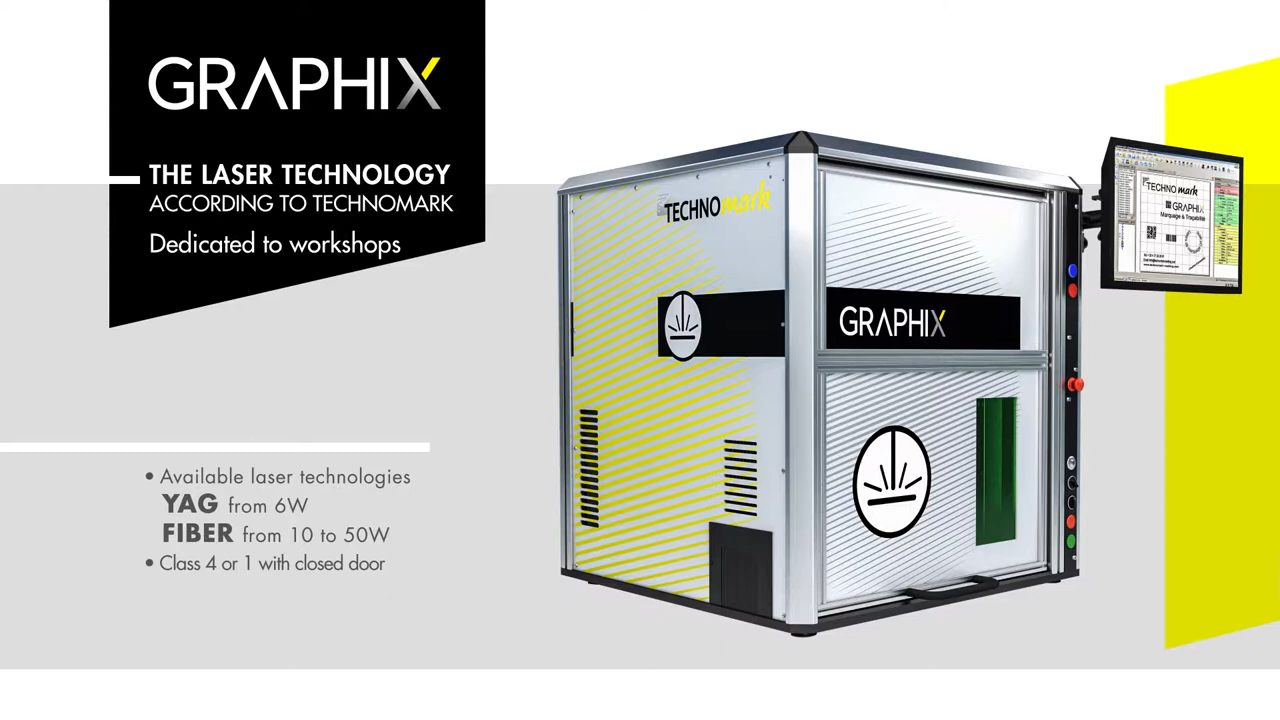 GRAPHIX
THE LASER TECHNOLOGY
ACCORDING TO TECHNOMARK
Dedicated to workshops
• Available laser technologies
YAG from 6W
FIBER from 10 to 50W
• Class 4 or 1 with closed door
TECHNOmark
GRAPHIX
TECHNOmark
GRAPHIX
Marquage & Traçabilité